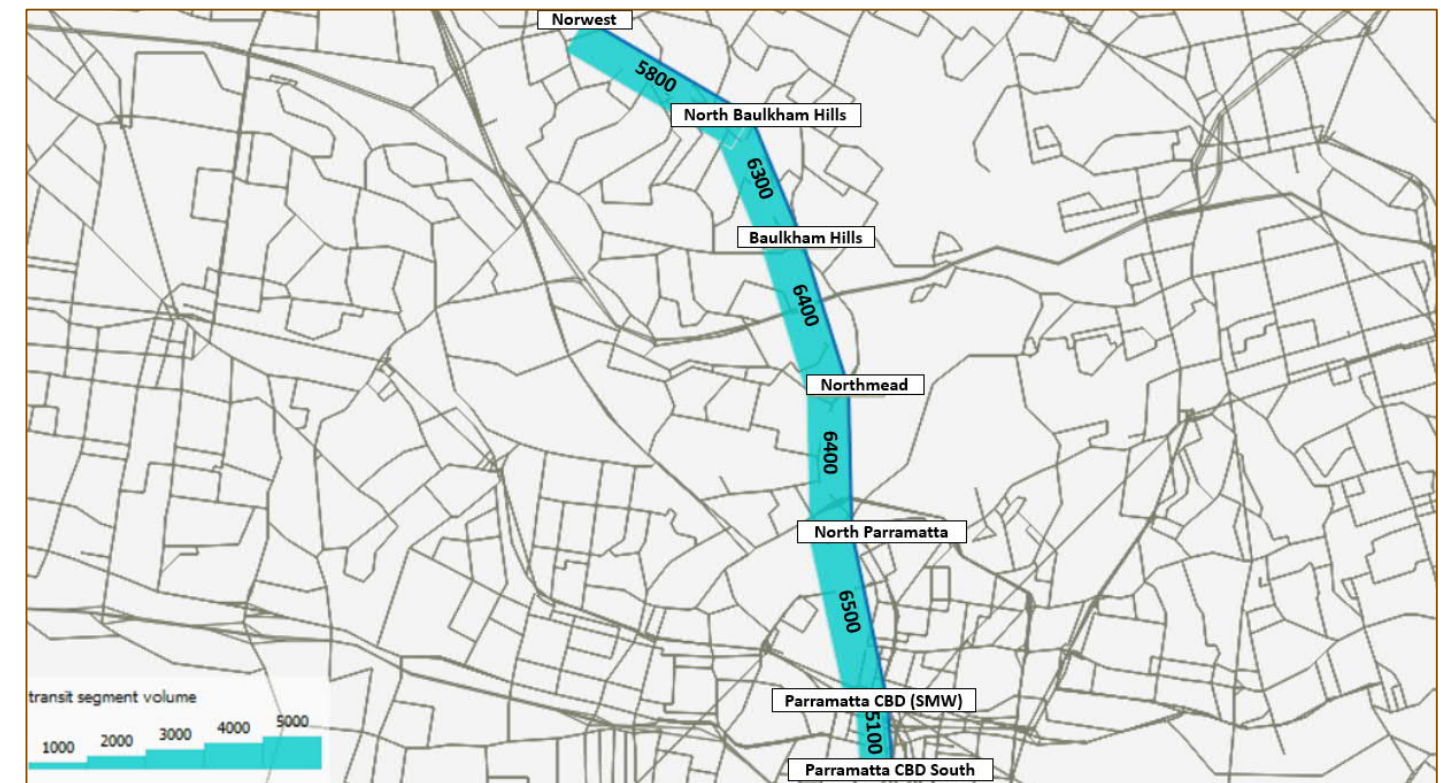 Norwest
5800
North Baulkham Hills
6300
Baulkham Hills
6400
Northmead
6400
North Parramatta
6500
Parramatta CBD (SMW)
5100
Parramatta CBD South
transit segment volume
1000 2000 3000 4000 5000